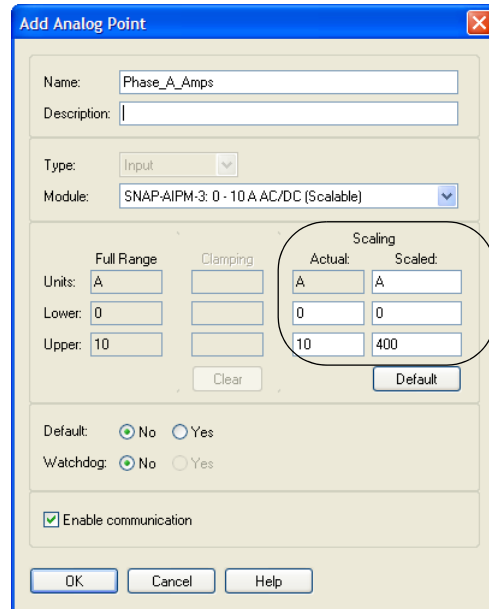 Add Analog Point
Name: Phase_A_Amps
Description:
Type: Input
Module: SNAP-AIPM-3: 0 - 10 A AC/DC (Scalable)
Scaling
Full Range Clamping Actual: Scaled:
Units: A A A
Lower: 0 0 0
Upper: 10 10 400
Clear Default
Default: No Yes
Watchdog: No Yes
Enable communication
OK Cancel Help